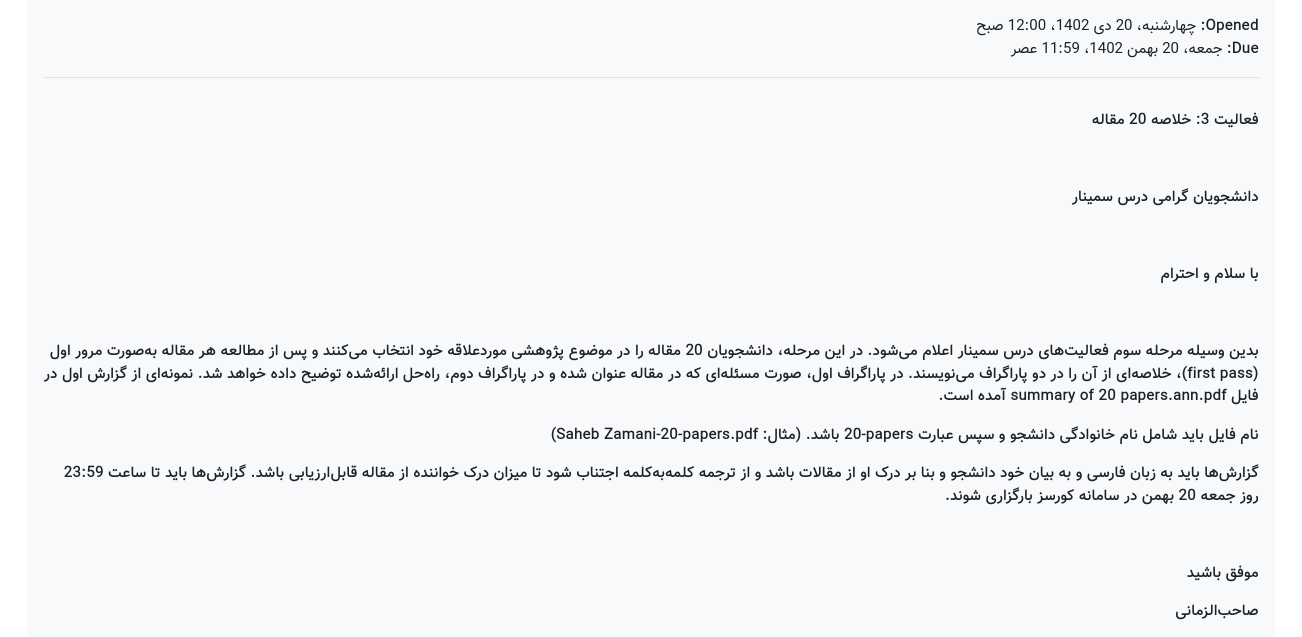 Opened: چهارشنبه، 20 دی 1402، 12:00 صبح
Due: جمعه، 20 بهمن 1402، 11:59 عصر
فعالیت 3: خلاصه 20 مقاله
دانشجویان گرامی درس سمینار
با سلام و احترام
بدین وسیله مرحله سوم فعالیت‌های درس سمینار اعلام می‌شود. در این مرحله، دانشجویان 20 مقاله را در موضوع پژوهشی موردعلاقه خود انتخاب می‌کنند و پس از مطالعه هر مقاله به‌صورت مرور اول
(first pass)، خلاصه‌ای از آن را در دو پاراگراف می‌نویسند. در پاراگراف اول، صورت مسئله‌ای که در مقاله عنوان شده و در پاراگراف دوم، راه‌حل ارائه‌شده توضیح داده خواهد شد. نمونه‌ای از گزارش اول در
فایل summary of 20 papers.ann.pdf آمده است.
نام فایل باید شامل نام خانوادگی دانشجو و سپس عبارت 20-papers باشد. (مثال: Saheb Zamani-20-papers.pdf)
گزارش‌ها باید به زبان فارسی و به بیان خود دانشجو و بنا بر درک او از مقالات باشد و از ترجمه کلمه‌به‌کلمه اجتناب شود تا میزان درک خواننده از مقاله قابل‌ارزیابی باشد. گزارش‌ها باید تا ساعت 23:59
روز جمعه 20 بهمن در سامانه کورسز بارگزاری شوند.
موفق باشید
صاحب‌الزمانی